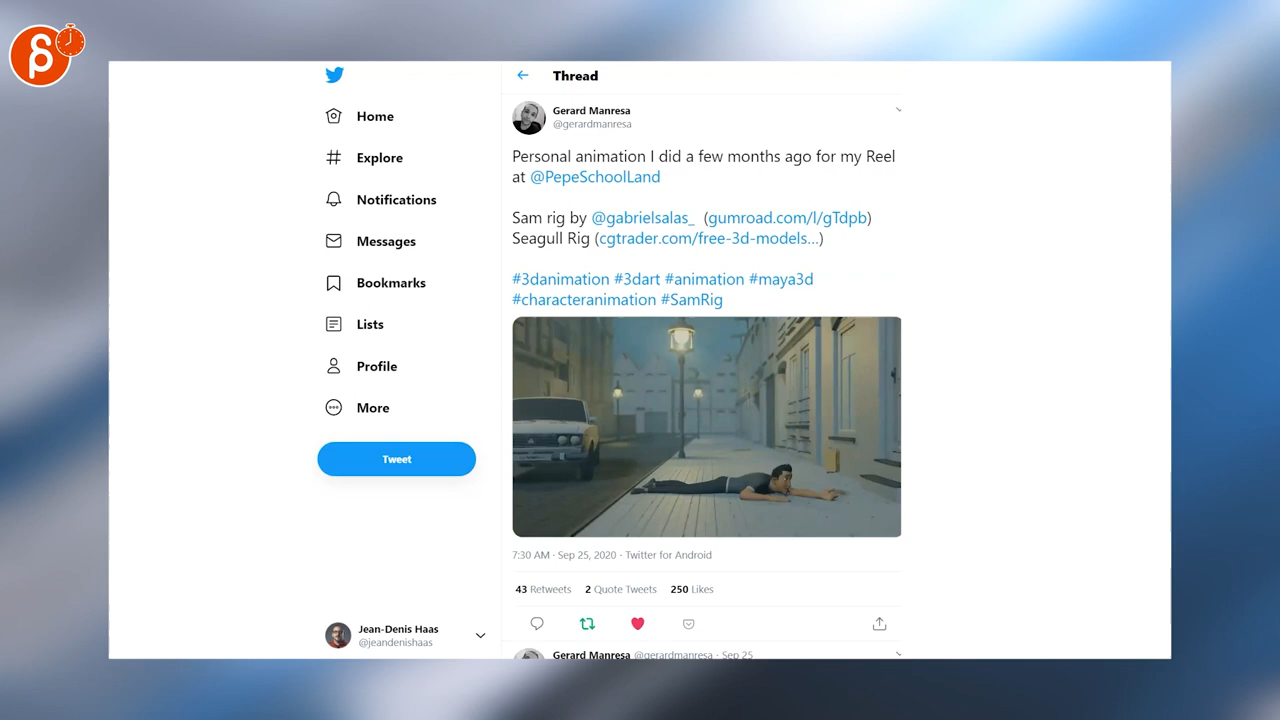 Thread
Gerard Manresa
@gerardmanresa
Home
Explore
Notifications
Messages
Bookmarks
Lists
Profile
More
Tweet
Personal animation I did a few months ago for my Reel
at @PepeSchoolLand
Sam rig by @gabrielsalas_ (gumroad.com/l/gTdpb)
Seagull Rig (cgtrader.com/free-3d-models...)
#3danimation #3dart #animation #maya3d
#characteranimation #SamRig
7:30 AM · Sep 25, 2020 · Twitter for Android
43 Retweets 2 Quote Tweets 250 Likes
Jean-Denis Haas
@jeandenishaas
Gerard Manresa @gerardmanresa · Sep 25